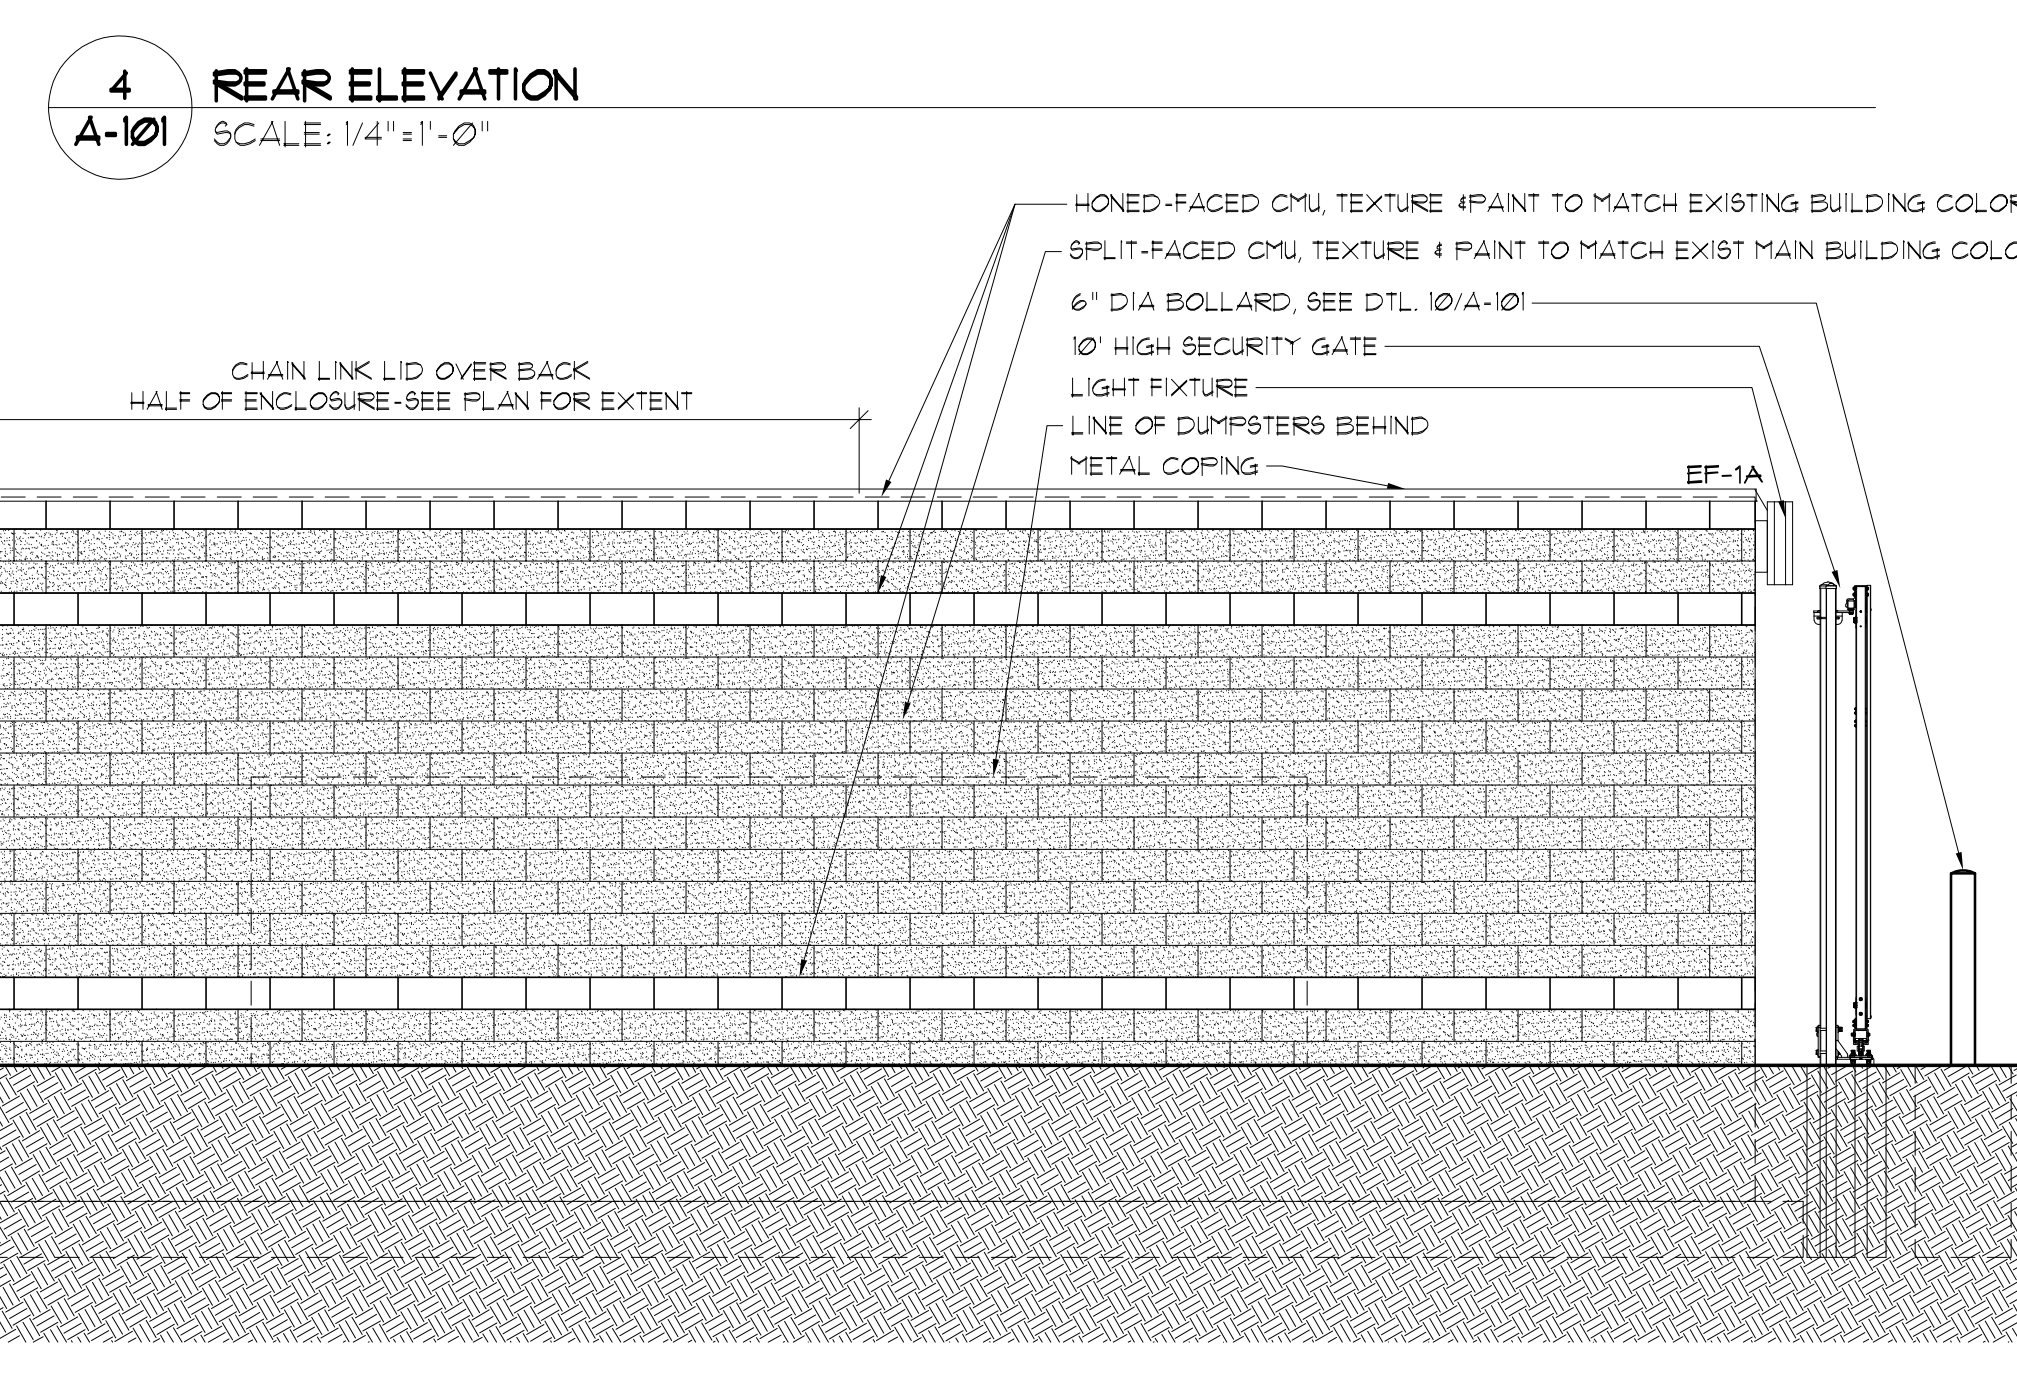 4
A-101
REAR ELEVATION
SCALE: 1/4"=1'-0"
HONED-FACED CMU, TEXTURE &PAINT TO MATCH EXISTING BUILDING COLOR
SPLIT-FACED CMU, TEXTURE & PAINT TO MATCH EXIST MAIN BUILDING COLO
6" DIA BOLLARD, SEE DTL. 10/A-101
10' HIGH SECURITY GATE
CHAIN LINK LID OVER BACK
HALF OF ENCLOSURE-SEE PLAN FOR EXTENT
LIGHT FIXTURE
LINE OF DUMPSTERS BEHIND
METAL COPING
EF-1A